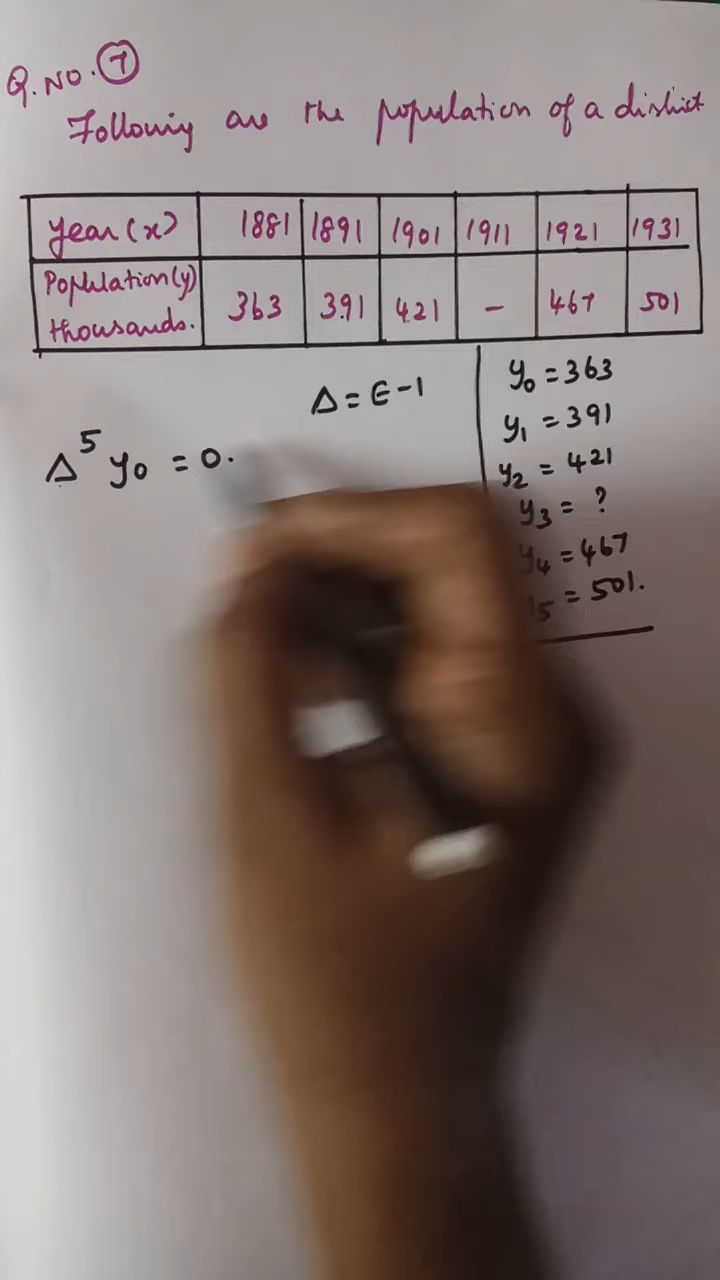 Q.NO. 7
Following are the population of a district
year (x) 1881 1891 1901 1911 1921 1931
Population (y) thousands. 363 391 421 – 467 501
Δ = E-1
Δ⁵ y₀ = 0.
y₀ = 363
y₁ = 391
y₂ = 421
y₃ = ?
y₄ = 467
₅ = 501.